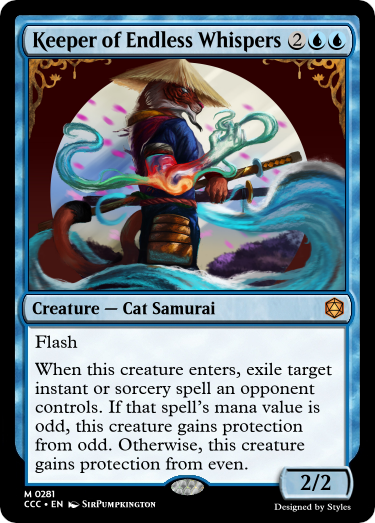 Keeper of Endless Whispers 2
Creature — Cat Samurai
Flash
When this creature enters, exile target
instant or sorcery spell an opponent
controls. If that spell's mana value is
odd, this creature gains protection
from odd. Otherwise, this creature
gains protection from even.
2/2
M 0281
CCC • EN SirPumpkington
Designed by Styles